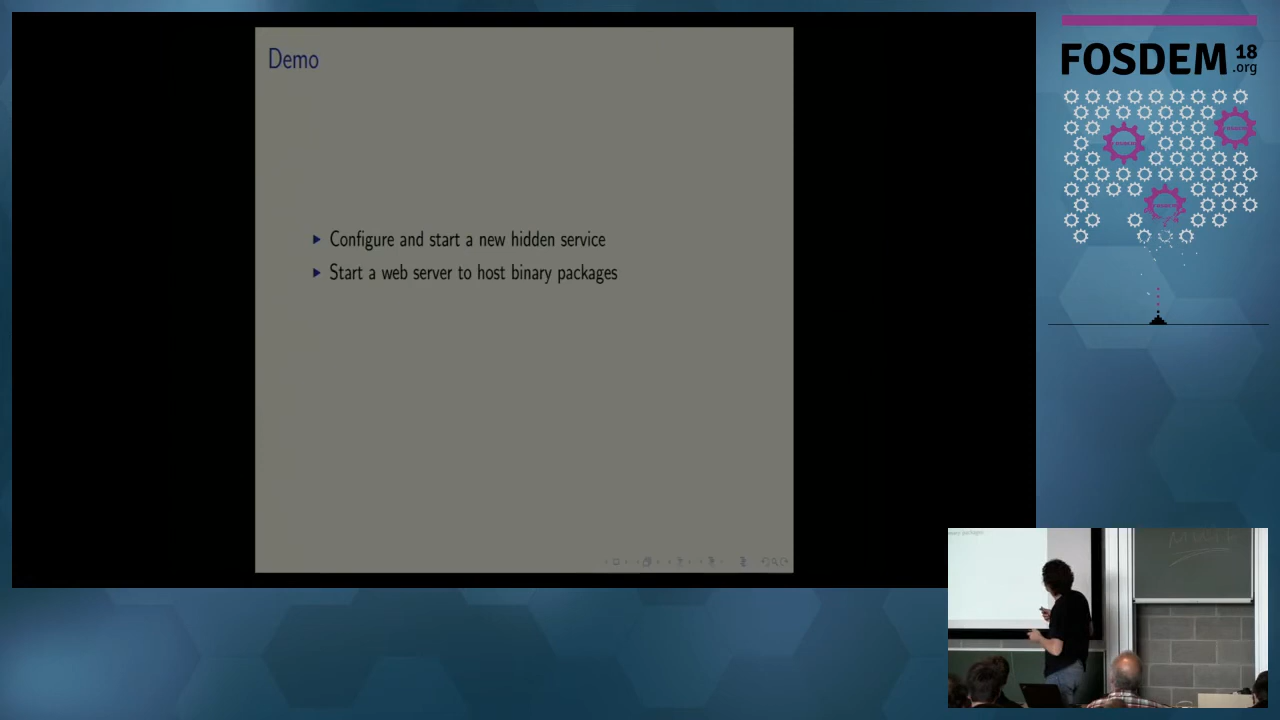 Demo
Configure and start a new hidden service
Start a web server to host binary packages
FOSDEM 18
.org